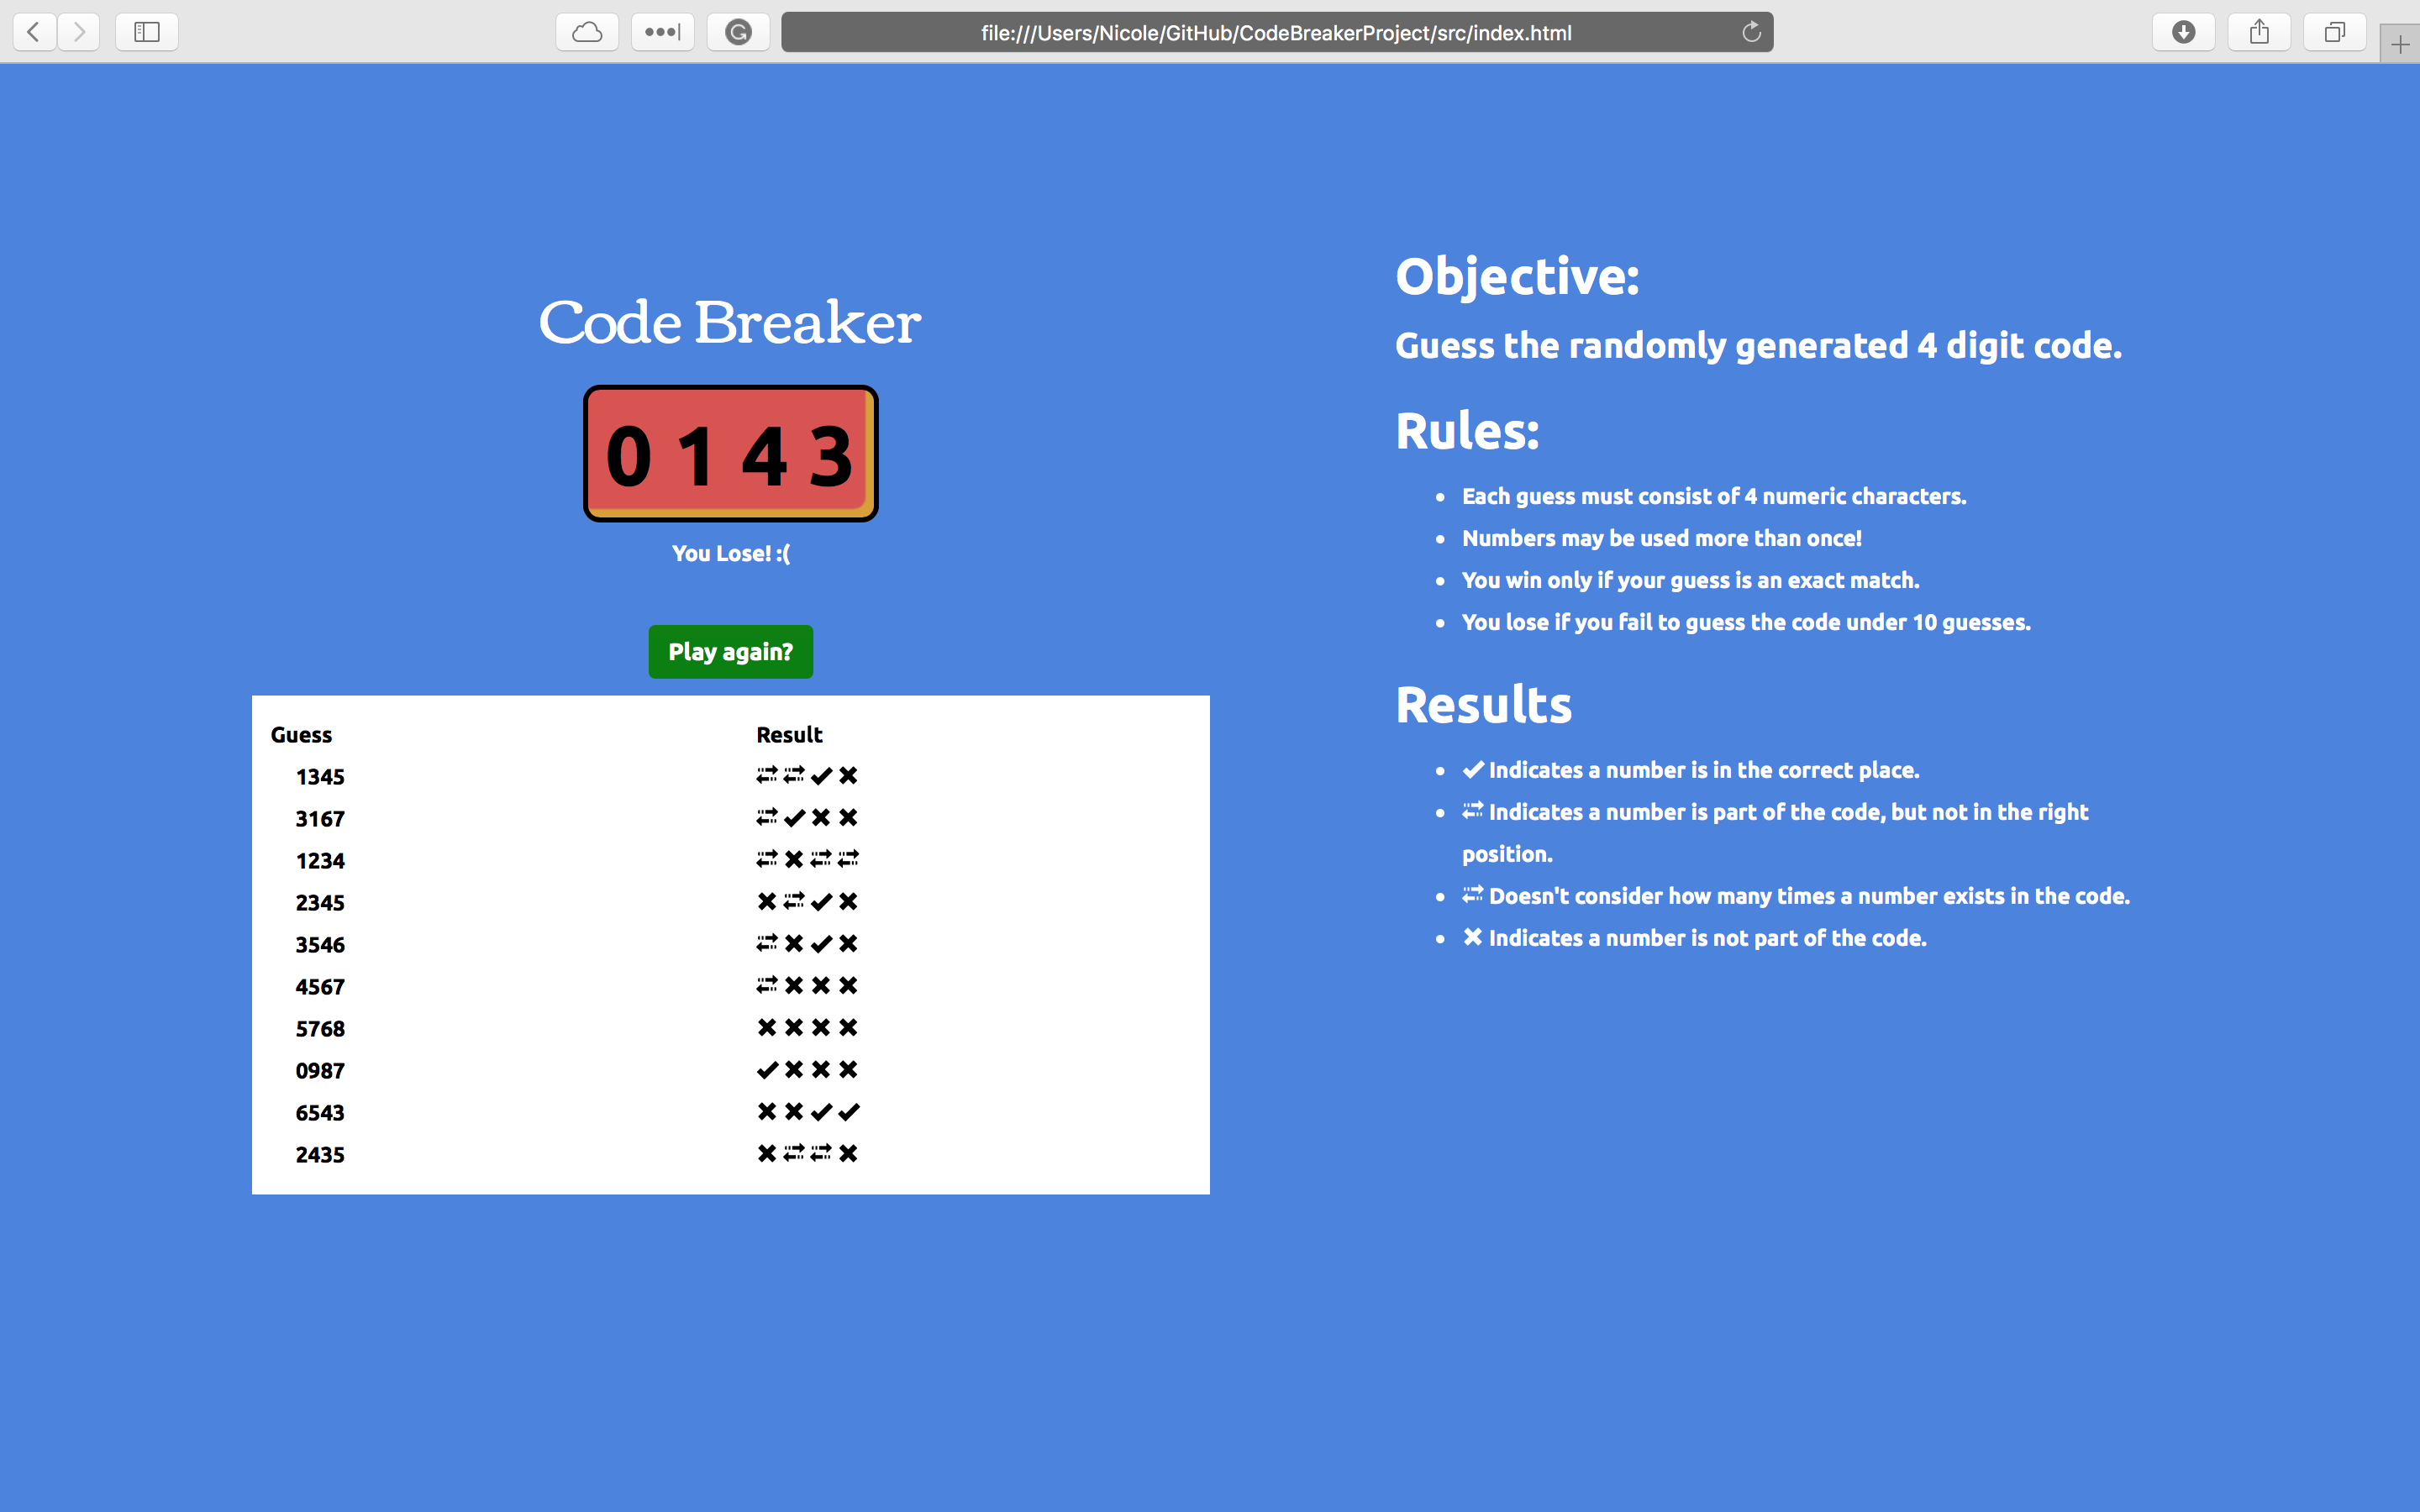 file:///Users/Nicole/GitHub/CodeBreakerProject/src/index.html
Code Breaker
0 1 4 3
You Lose! :(
Play again?
Guess Result
1345 ⇄ ⇄ ✔ ✖
3167 ⇄ ✔ ✖ ✖
1234 ⇄ ✖ ⇄ ⇄
2345 ✖ ⇄ ✔ ✖
3546 ⇄ ✖ ✔ ✖
4567 ⇄ ✖ ✖ ✖
5768 ✖ ✖ ✖ ✖
0987 ✔ ✖ ✖ ✖
6543 ✖ ✖ ✔ ✔
2435 ✖ ⇄ ⇄ ✖
Objective:
Guess the randomly generated 4 digit code.
Rules:
• Each guess must consist of 4 numeric characters.
• Numbers may be used more than once!
• You win only if your guess is an exact match.
• You lose if you fail to guess the code under 10 guesses.
Results
• ✔ Indicates a number is in the correct place.
• ⇄ Indicates a number is part of the code, but not in the right
position.
• ⇄ Doesn't consider how many times a number exists in the code.
• ✖ Indicates a number is not part of the code.